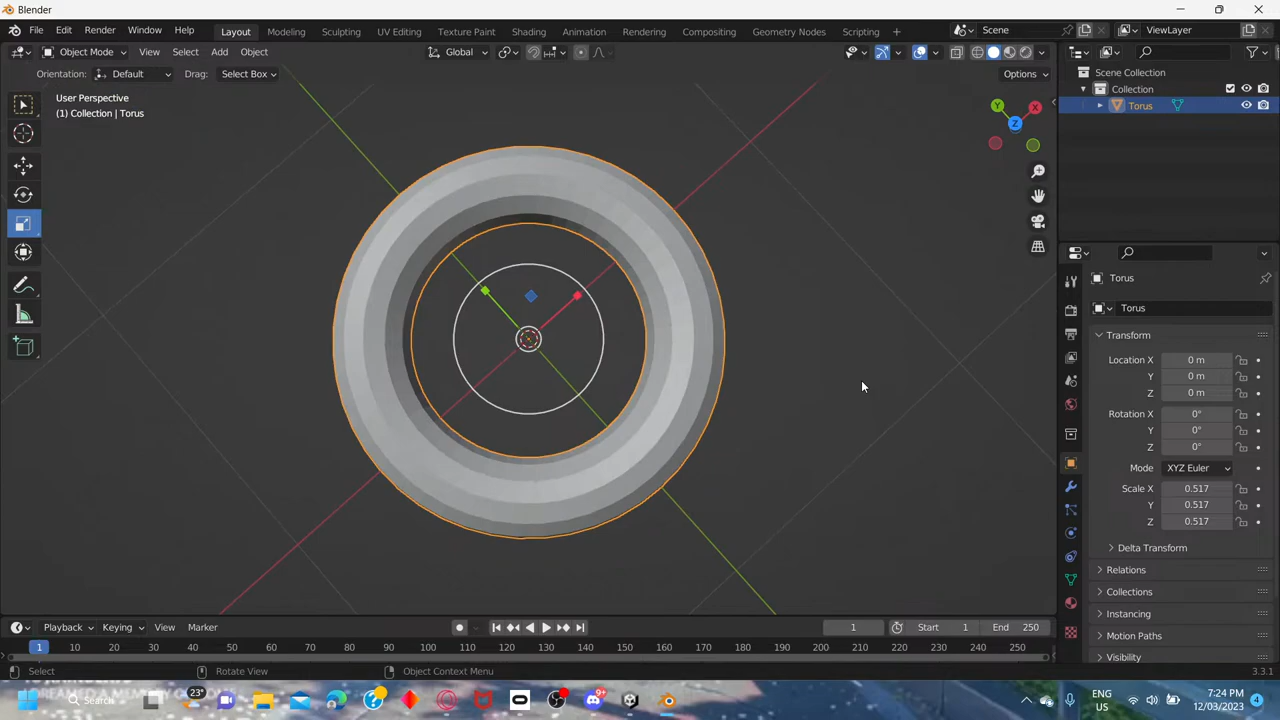 Blender
File Edit Render Window Help Layout Modeling Sculpting UV Editing Texture Paint Shading Animation Rendering Compositing Geometry Nodes Scripting + Scene ViewLayer
Object Mode View Select Add Object Global
Orientation: Default Drag: Select Box Options
Scene Collection
Collection
Torus
User Perspective
(1) Collection | Torus
Y X
Z
Torus
Torus
Transform
Location X 0 m
Y 0 m
Z 0 m
Rotation X 0°
Y 0°
Z 0°
Mode XYZ Euler
Scale X 0.517
Y 0.517
Z 0.517
Delta Transform
Relations
Collections
Instancing
Motion Paths
Visibility
Playback Keying View Marker 1 Start 1 End 250
1 10 20 30 40 50 60 70 80 90 100 110 120 130 140 150 160 170 180 190 200 210 220 230 240 250
Select Rotate View Object Context Menu 3.3.1
Search 23° 9+ ENG 7:24 PM
US 12/03/2023 4